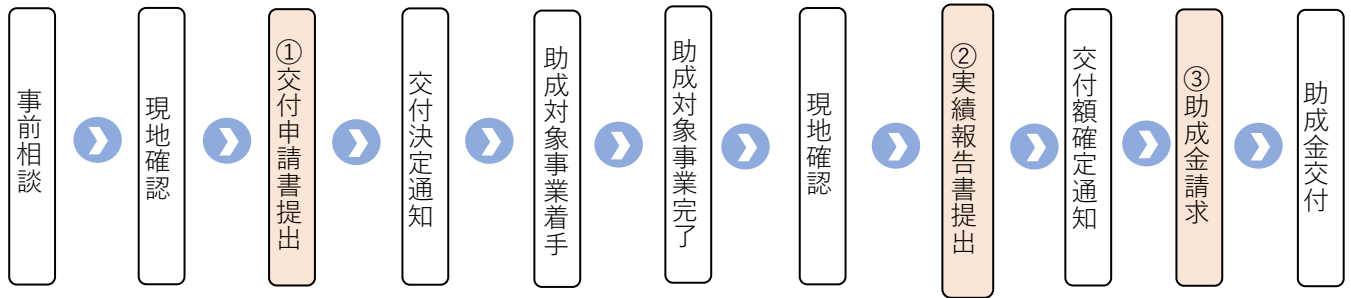 事前相談
現地確認
①交付申請書提出
交付決定通知
助成対象事業着手
助成対象事業完了
現地確認
②実績報告書提出
交付額確定通知
③助成金請求
助成金交付